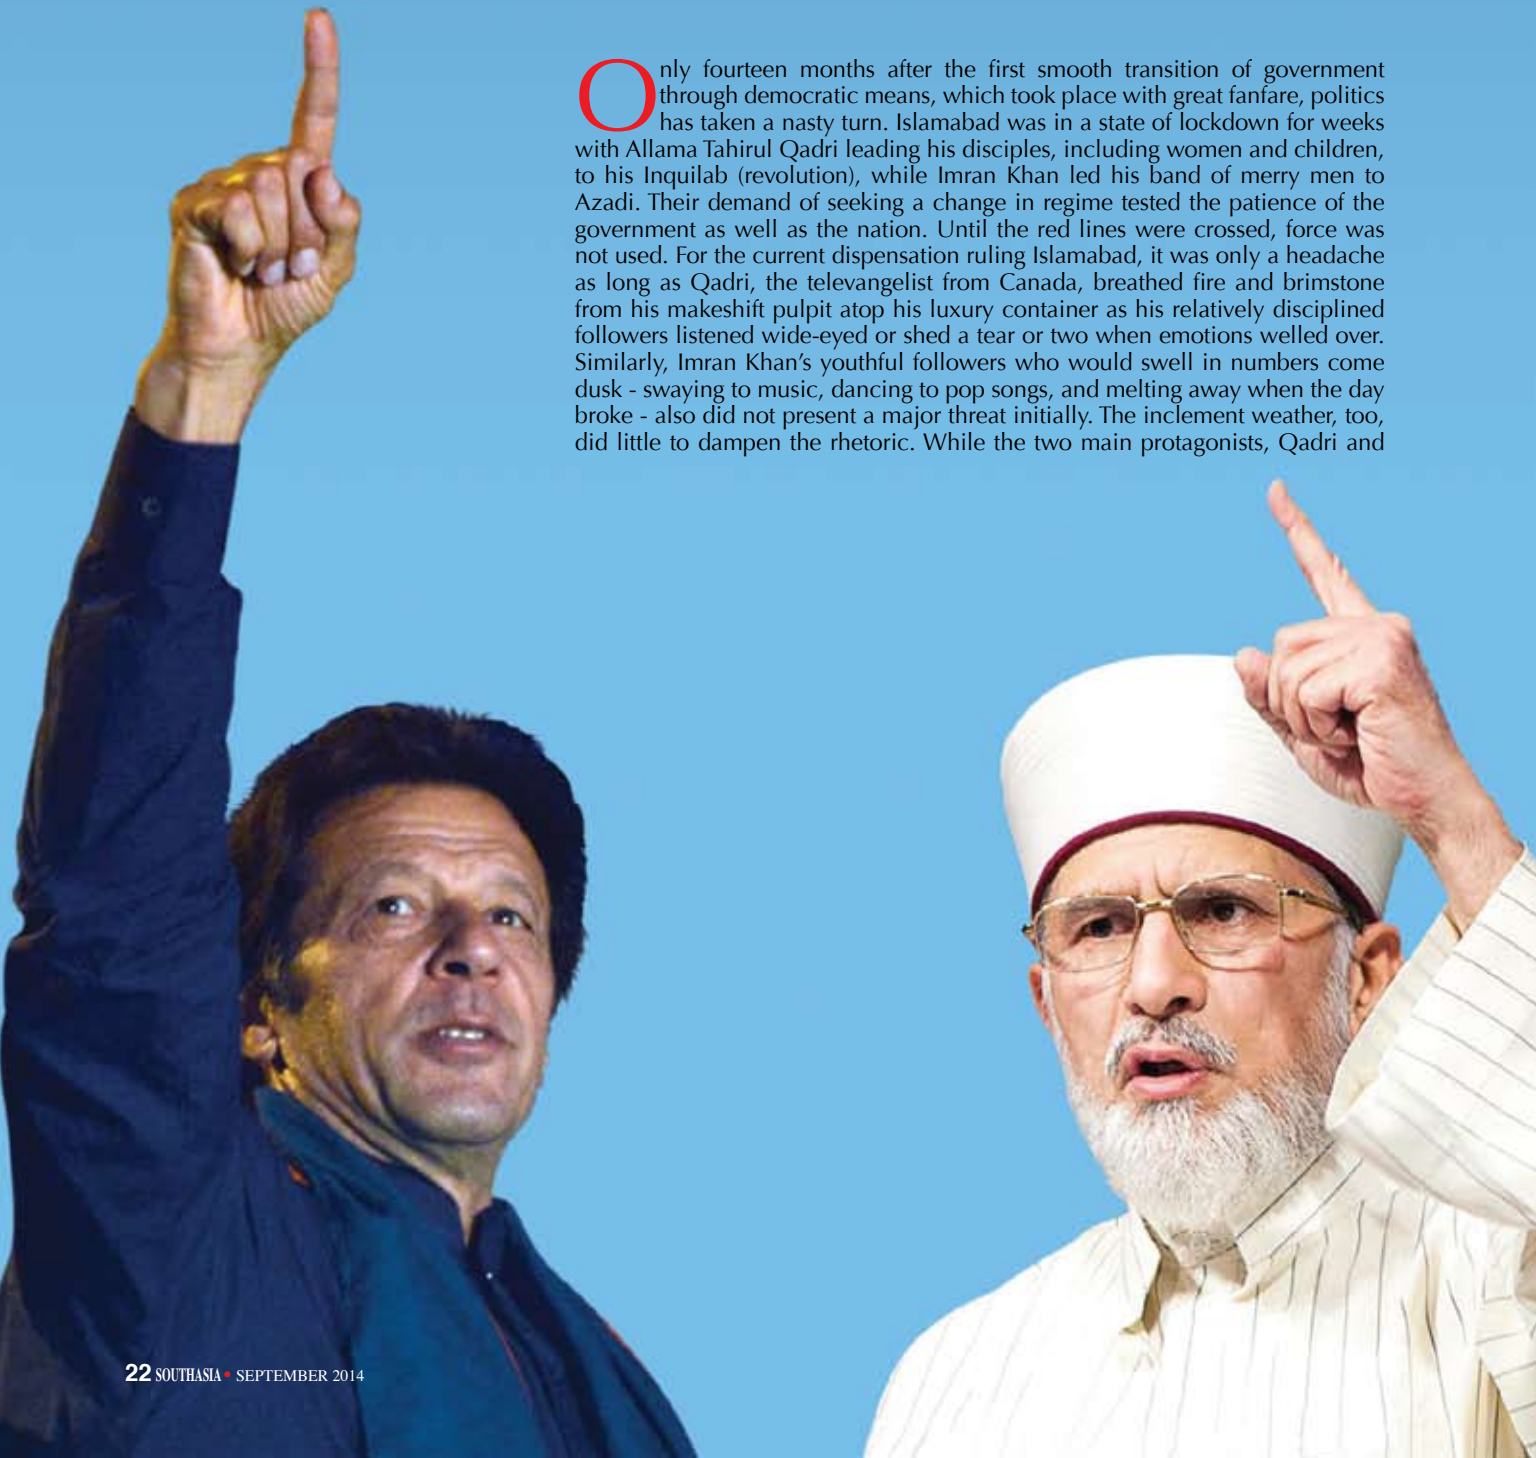 Only fourteen months after the first smooth transition of government
through democratic means, which took place with great fanfare, politics
has taken a nasty turn. Islamabad was in a state of lockdown for weeks
with Allama Tahirul Qadri leading his disciples, including women and children,
to his Inquilab (revolution), while Imran Khan led his band of merry men to
Azadi. Their demand of seeking a change in regime tested the patience of the
government as well as the nation. Until the red lines were crossed, force was
not used. For the current dispensation ruling Islamabad, it was only a headache
as long as Qadri, the televangelist from Canada, breathed fire and brimstone
from his makeshift pulpit atop his luxury container as his relatively disciplined
followers listened wide-eyed or shed a tear or two when emotions welled over.
Similarly, Imran Khan’s youthful followers who would swell in numbers come
dusk - swaying to music, dancing to pop songs, and melting away when the day
broke - also did not present a major threat initially. The inclement weather, too,
did little to dampen the rhetoric. While the two main protagonists, Qadri and
22 SOUTHASIA • SEPTEMBER 2014